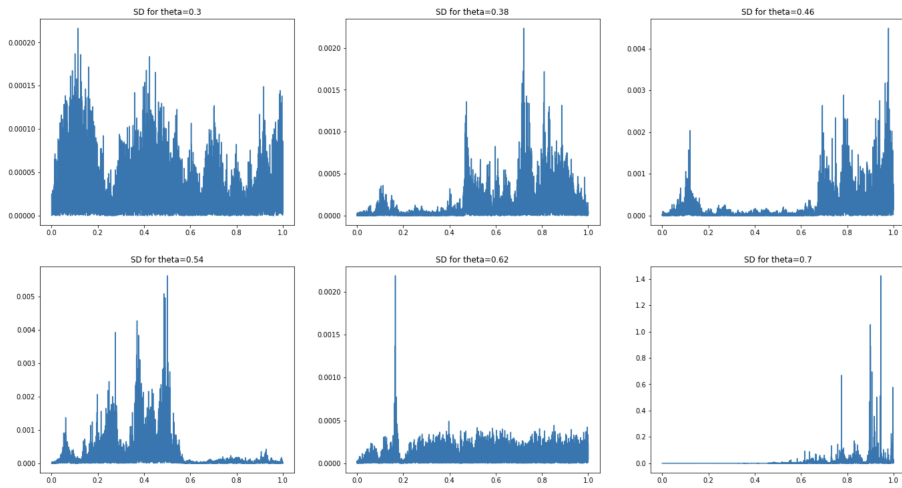 SD for theta=0.3
0.00020
0.00015
0.00010
0.00005
0.00000
0.0 0.2 0.4 0.6 0.8 1.0
SD for theta=0.38
0.0020
0.0015
0.0010
0.0005
0.0000
0.0 0.2 0.4 0.6 0.8 1.0
SD for theta=0.46
0.004
0.003
0.002
0.001
0.000
0.0 0.2 0.4 0.6 0.8 1.0
SD for theta=0.54
0.005
0.004
0.003
0.002
0.001
0.000
0.0 0.2 0.4 0.6 0.8 1.0
SD for theta=0.62
0.0020
0.0015
0.0010
0.0005
0.0000
0.0 0.2 0.4 0.6 0.8 1.0
SD for theta=0.7
1.4
1.2
1.0
0.8
0.6
0.4
0.2
0.0
0.0 0.2 0.4 0.6 0.8 1.0